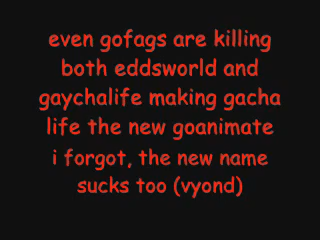 even gofags are killing
both eddsworld and
gaychalife making gacha
life the new goanimate
i forgot, the new name
sucks too (vyond)